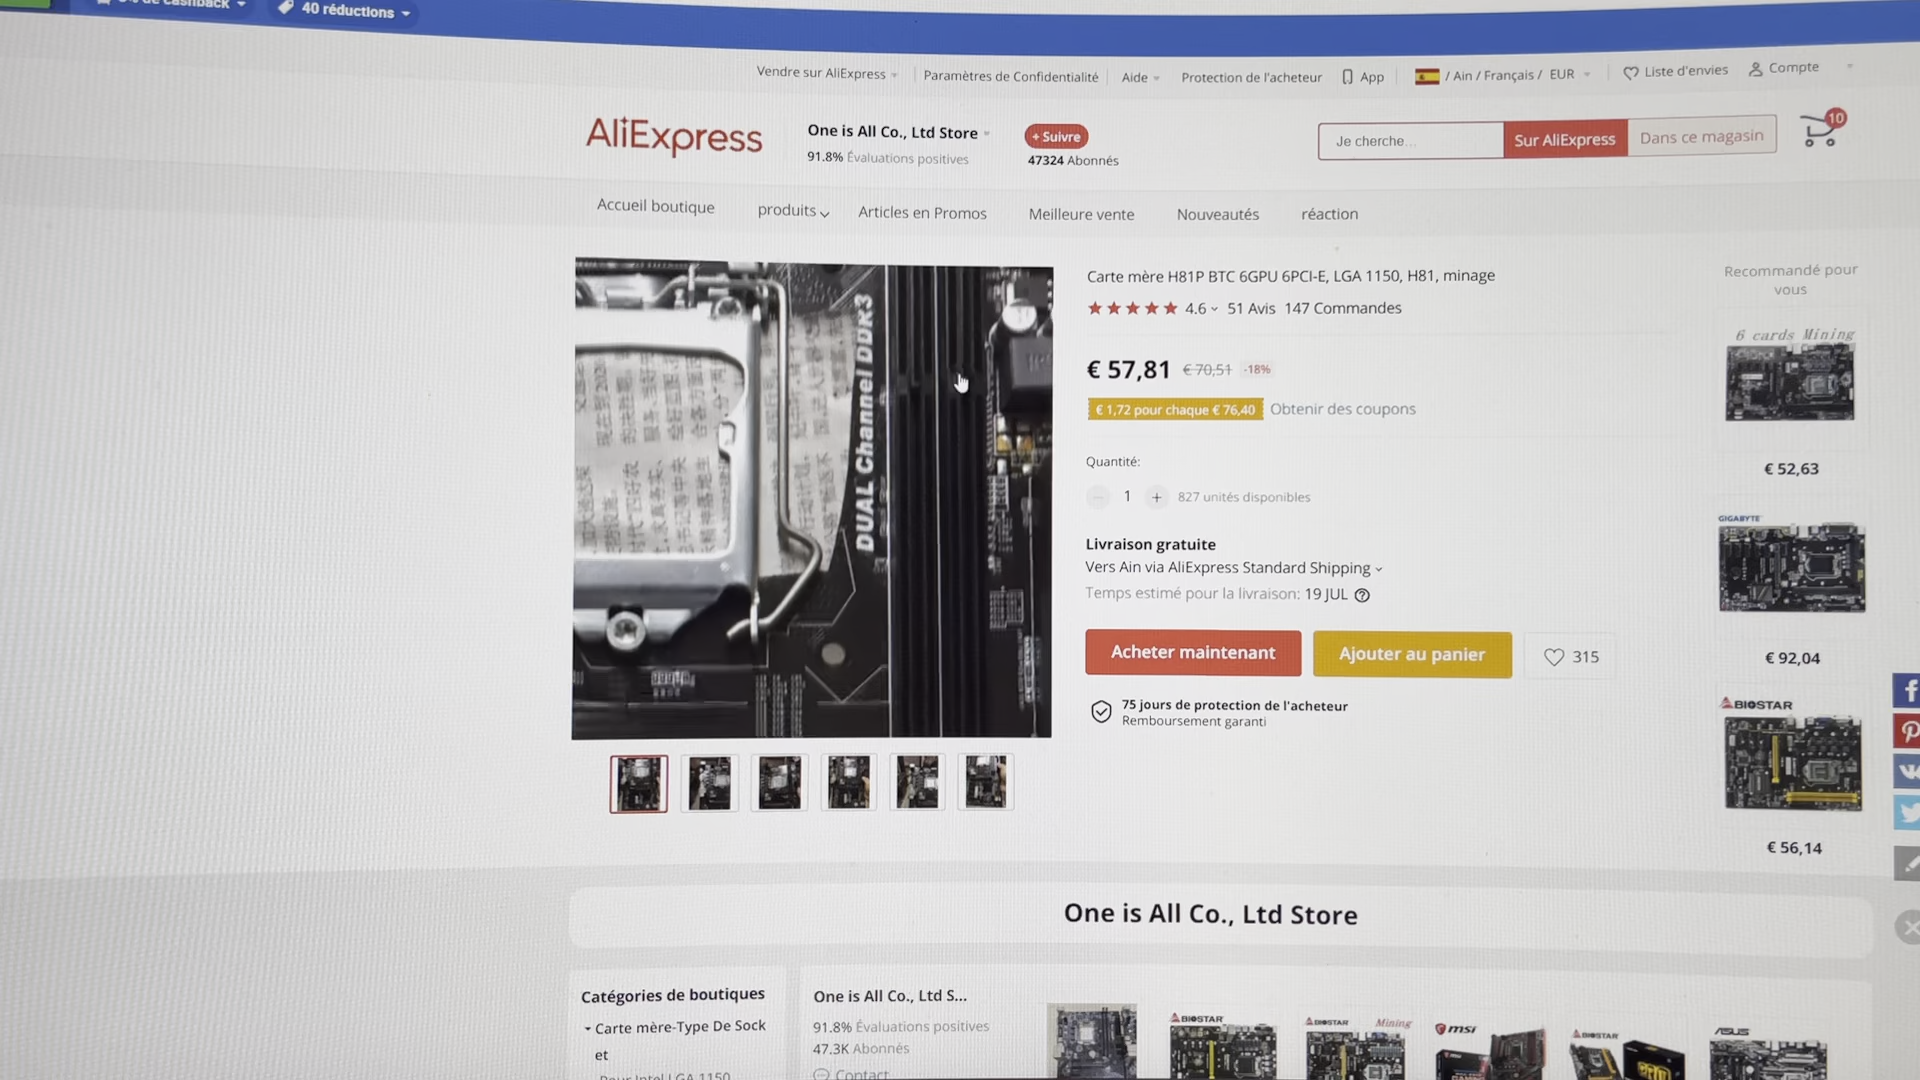 40 réductions
Vendre sur AliExpress
Paramètres de Confidentialité
Aide
Protection de l'acheteur
App
/ Ain / Français / EUR
Liste d'envies
Compte
AliExpress
One is All Co., Ltd Store
91.8% Évaluations positives
+ Suivre
47324 Abonnés
Je cherche...
Sur AliExpress
Dans ce magasin
10
Accueil boutique
produits
Articles en Promos
Meilleure vente
Nouveautés
réaction
DUAL Channel DDR3
Carte mère H81P BTC 6GPU 6PCI-E, LGA 1150, H81, minage
4.6
51 Avis
147 Commandes
€ 57,81
€ 70,51
-18%
€ 1,72 pour chaque € 76,40
Obtenir des coupons
Quantité:
1
827 unités disponibles
Livraison gratuite
Vers Ain via AliExpress Standard Shipping
Temps estimé pour la livraison: 19 JUL
Acheter maintenant
Ajouter au panier
315
75 jours de protection de l'acheteur
Remboursement garanti
Recommandé pour
vous
6 cards Mining
€ 52,63
GIGABYTE
€ 92,04
BIOSTAR
€ 56,14
One is All Co., Ltd Store
Catégories de boutiques
Carte mère-Type De Sock
et
One is All Co., Ltd S...
91.8% Évaluations positives
47.3K Abonnés
Contact
BIOSTAR
BIOSTAR
Mining
msi
BIOSTAR
ASUS